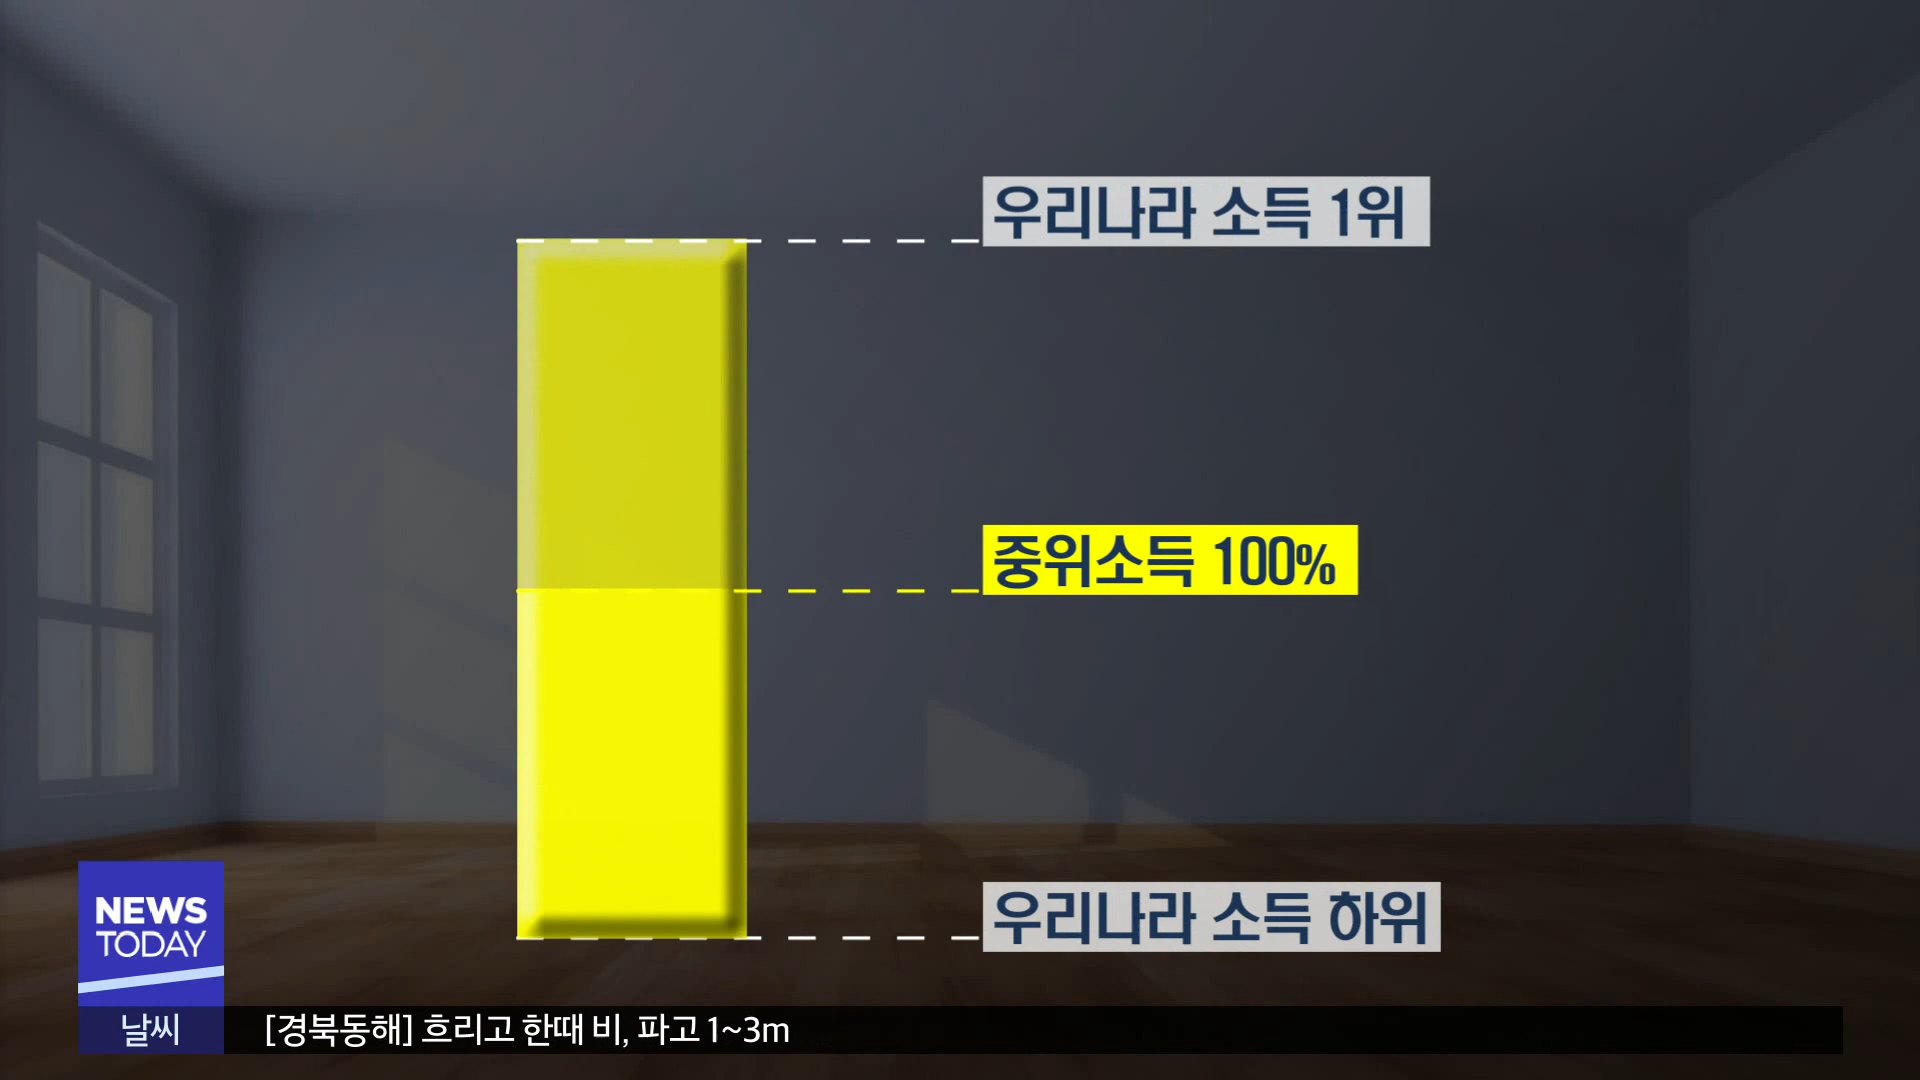 우리나라 소득 1위
중위소득 100%
우리나라 소득 하위
NEWS
TODAY
날씨
[경북동해] 흐리고 한때 비, 파고 1~3m